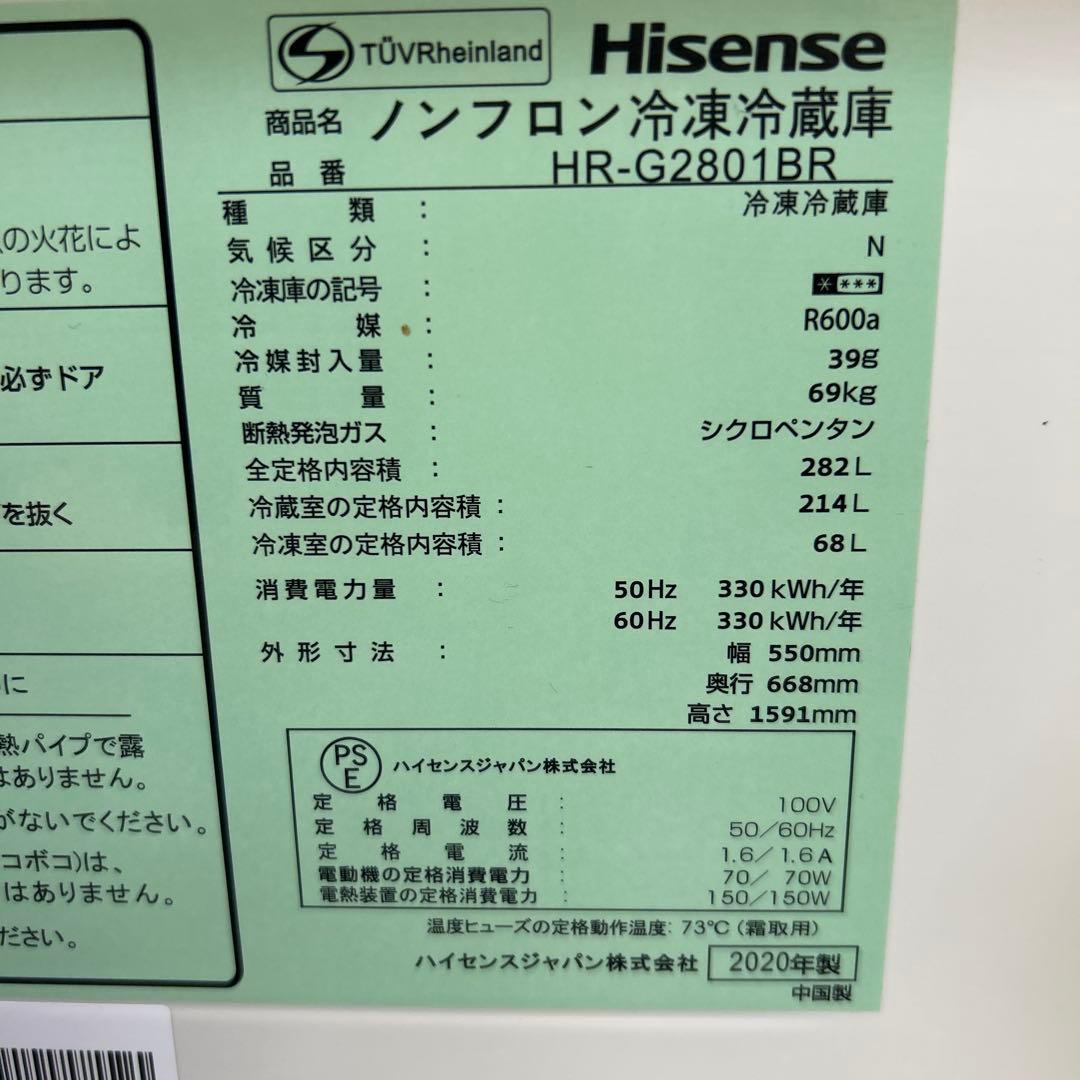 TÜVRheinland
Hisense
商品名 ノンフロン冷凍冷蔵庫
品番 HR-G2801BR
種類 : 冷凍冷蔵庫
気候区分 : N
冷凍庫の記号 : * ***
冷媒 : R600a
冷媒封入量 : 39g
質量 : 69kg
断熱発泡ガス : シクロペンタン
全定格内容積 : 282L
冷蔵室の定格内容積 : 214L
冷凍室の定格内容積 : 68L
消費電力量 : 50Hz 330kWh/年
60Hz 330kWh/年
外形寸法 : 幅 550mm
奥行 668mm
高さ 1591mm
PSE ハイセンスジャパン株式会社
定格電圧 : 100V
定格周波数 : 50/60Hz
定格電流 : 1.6/1.6A
電動機の定格消費電力 : 70/70W
電熱装置の定格消費電力 : 150/150W
温度ヒューズの定格動作温度: 73℃(霜取用)
ハイセンスジャパン株式会社 2020年製
中国製
の火花によ
ります。
必ずドア
を抜く
に
熱パイプで露
はありません。
がないでください。
コボコ)は、
はありません。
ださい。